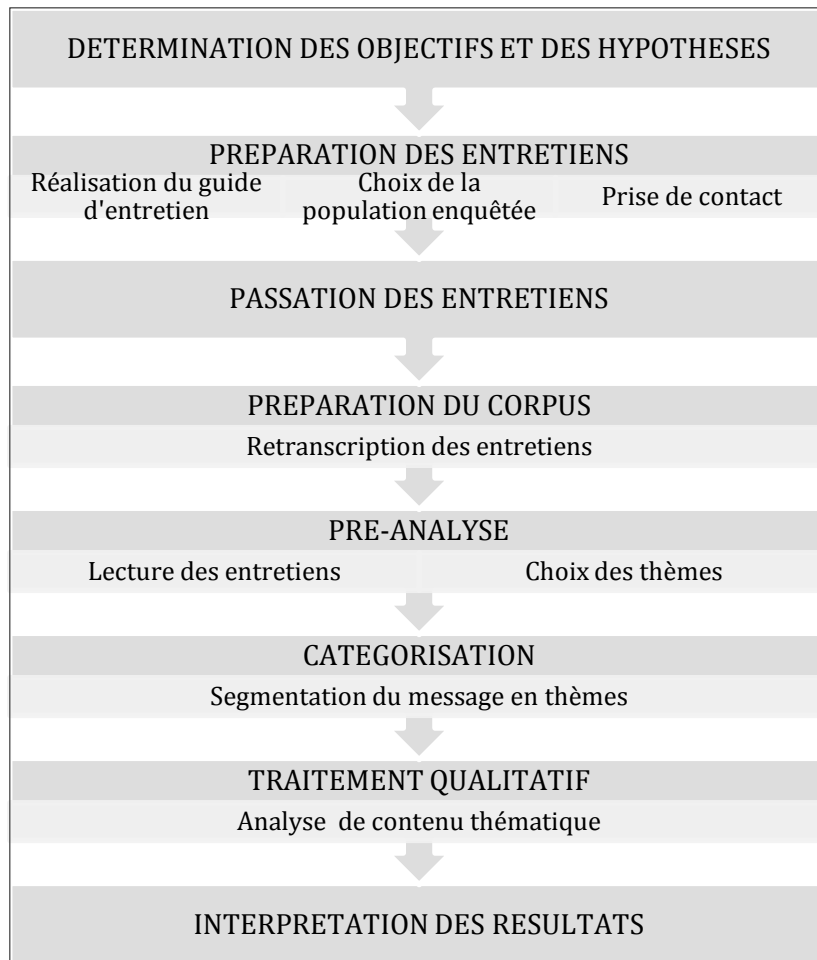 DETERMINATION DES OBJECTIFS ET DES HYPOTHESES
PREPARATION DES ENTRETIENS
Réalisation du guide
d'entretien
Choix de la
population enquêtée
Prise de contact
PASSATION DES ENTRETIENS
PREPARATION DU CORPUS
Retranscription des entretiens
PRE-ANALYSE
Lecture des entretiens
Choix des thèmes
CATEGORISATION
Segmentation du message en thèmes
TRAITEMENT QUALITATIF
Analyse de contenu thématique
INTERPRETATION DES RESULTATS